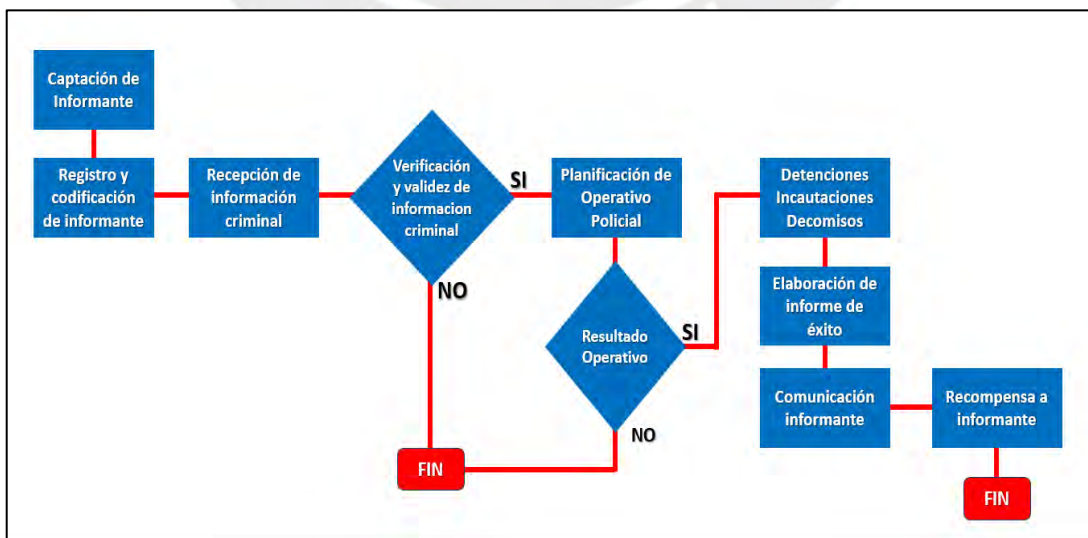 Captación de
Informante
Registro y
codificación
de informante
Recepción de
información
criminal
Verificación
y validez de
informacion
criminal
SI
NO
Planificación de
Operativo
Policial
Resultado
Operativo
SI
NO
FIN
Detenciones
Incautaciones
Decomisos
Elaboración de
informe de
éxito
Comunicación
informante
Recompensa a
informante
FIN